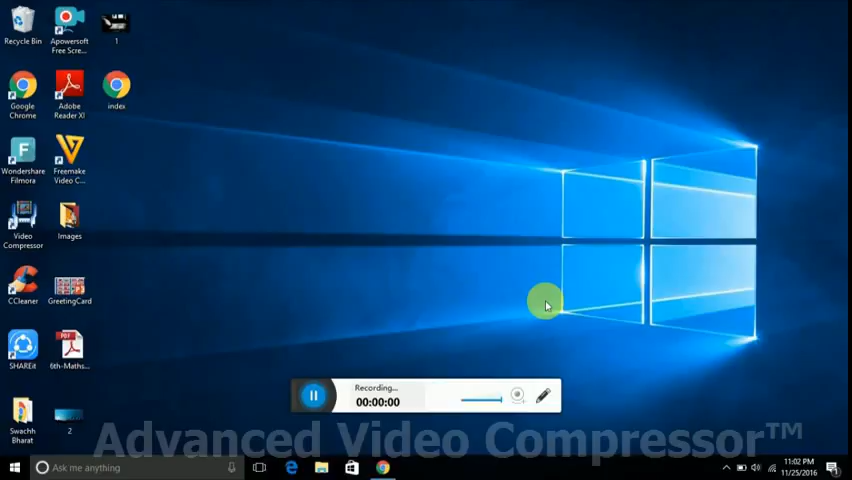 Recycle Bin
Apowersoft
Free Scre...
1
Google
Chrome
Adobe
Reader XI
index
Wondershare
Filmora
Freemake
Video C...
Video
Compressor
Images
CCleaner
GreetingCard
SHAREit
6th-Maths...
Swachh
Bharat
2
Recording...
00:00:00
Advanced Video Compressor™
Ask me anything
11:02 PM
11/25/2016